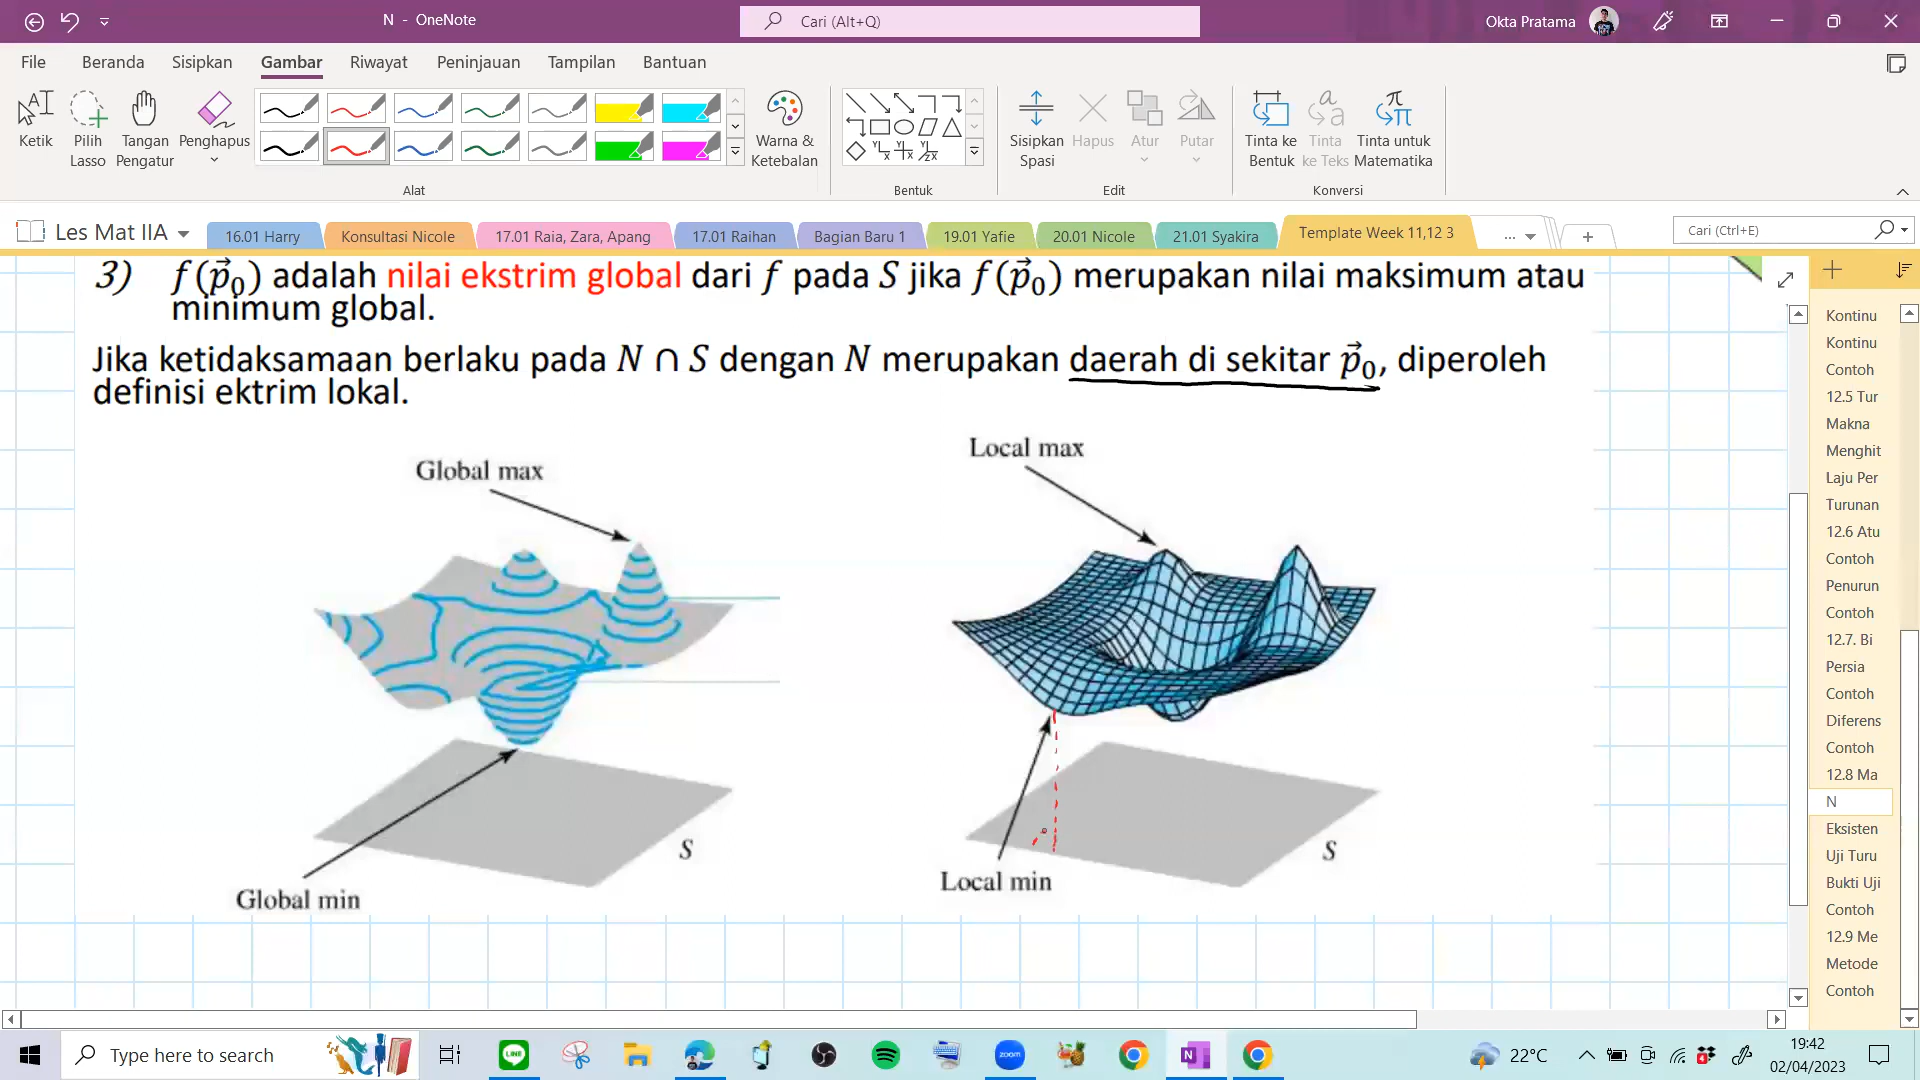 N - OneNote
Cari (Alt+Q)
Okta Pratama
File Beranda Sisipkan Gambar Riwayat Peninjauan Tampilan Bantuan
Ketik
Pilih Lasso
Tangan Pengatur
Penghapus
Warna & Ketebalan
Sisipkan Spasi
Hapus
Atur
Putar
Tinta ke Bentuk
Tinta ke Teks
Tinta untuk Matematika
Alat
Bentuk
Edit
Konversi
Les Mat IIA
16.01 Harry
Konsultasi Nicole
17.01 Raia, Zara, Apang
17.01 Raihan
Bagian Baru 1
19.01 Yafie
20.01 Nicole
21.01 Syakira
Template Week 11,12 3
...
Cari (Ctrl+E)
3) f(p⃗₀) adalah nilai ekstrim global dari f pada S jika f(p⃗₀) merupakan nilai maksimum atau
minimum global.
Jika ketidaksamaan berlaku pada N ∩ S dengan N merupakan daerah di sekitar p⃗₀, diperoleh
definisi ektrim lokal.
Global max
Global min
S
Local max
Local min
S
Kontinu
Kontinu
Contoh
12.5 Tur
Makna
Menghit
Laju Per
Turunan
12.6 Atu
Contoh
Penurun
Contoh
12.7. Bi
Persia
Contoh
Diferens
Contoh
12.8 Ma
N
Eksisten
Uji Turu
Bukti Uji
Contoh
12.9 Me
Metode
Contoh
Type here to search
LINE
zoom
22°C
4
19:42
02/04/2023